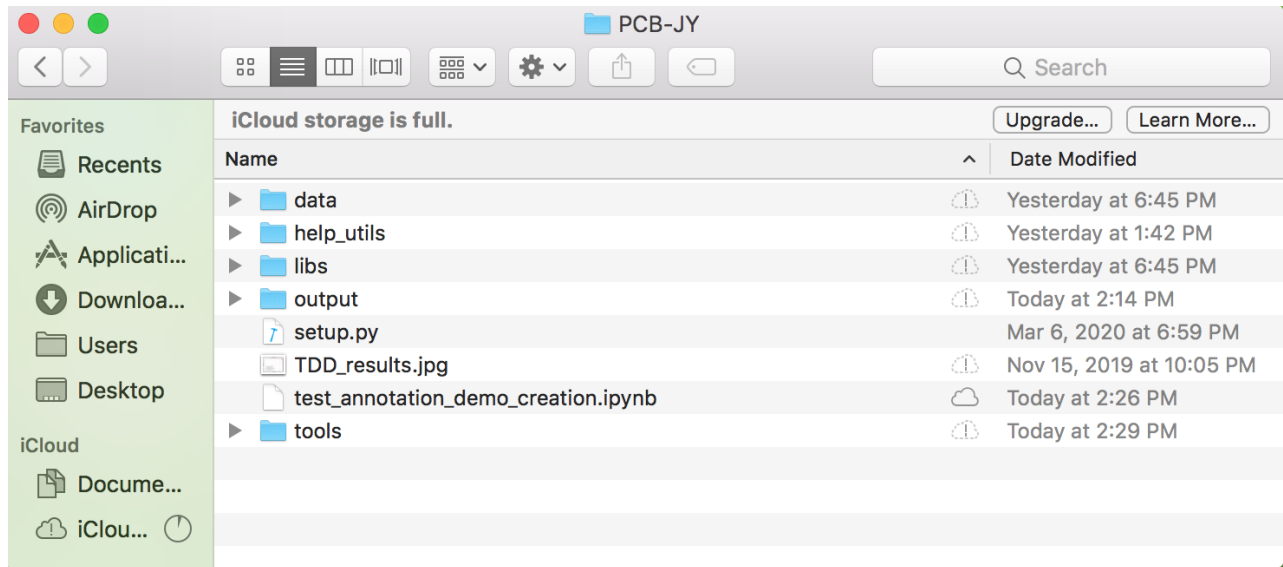 PCB-JY
Search
Favorites
Recents
AirDrop
Applicati...
Downloa...
Users
Desktop
iCloud
Docume...
iClou...
iCloud storage is full. Upgrade... Learn More...
Name Date Modified
data Yesterday at 6:45 PM
help_utils Yesterday at 1:42 PM
libs Yesterday at 6:45 PM
output Today at 2:14 PM
setup.py Mar 6, 2020 at 6:59 PM
TDD_results.jpg Nov 15, 2019 at 10:05 PM
test_annotation_demo_creation.ipynb Today at 2:26 PM
tools Today at 2:29 PM